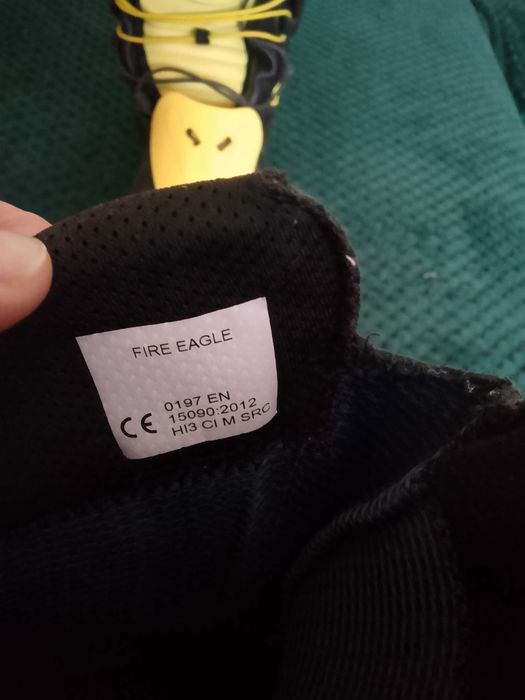 FIRE EAGLE
0197 EN
CE 15090:2012
HI3 CI M SRC